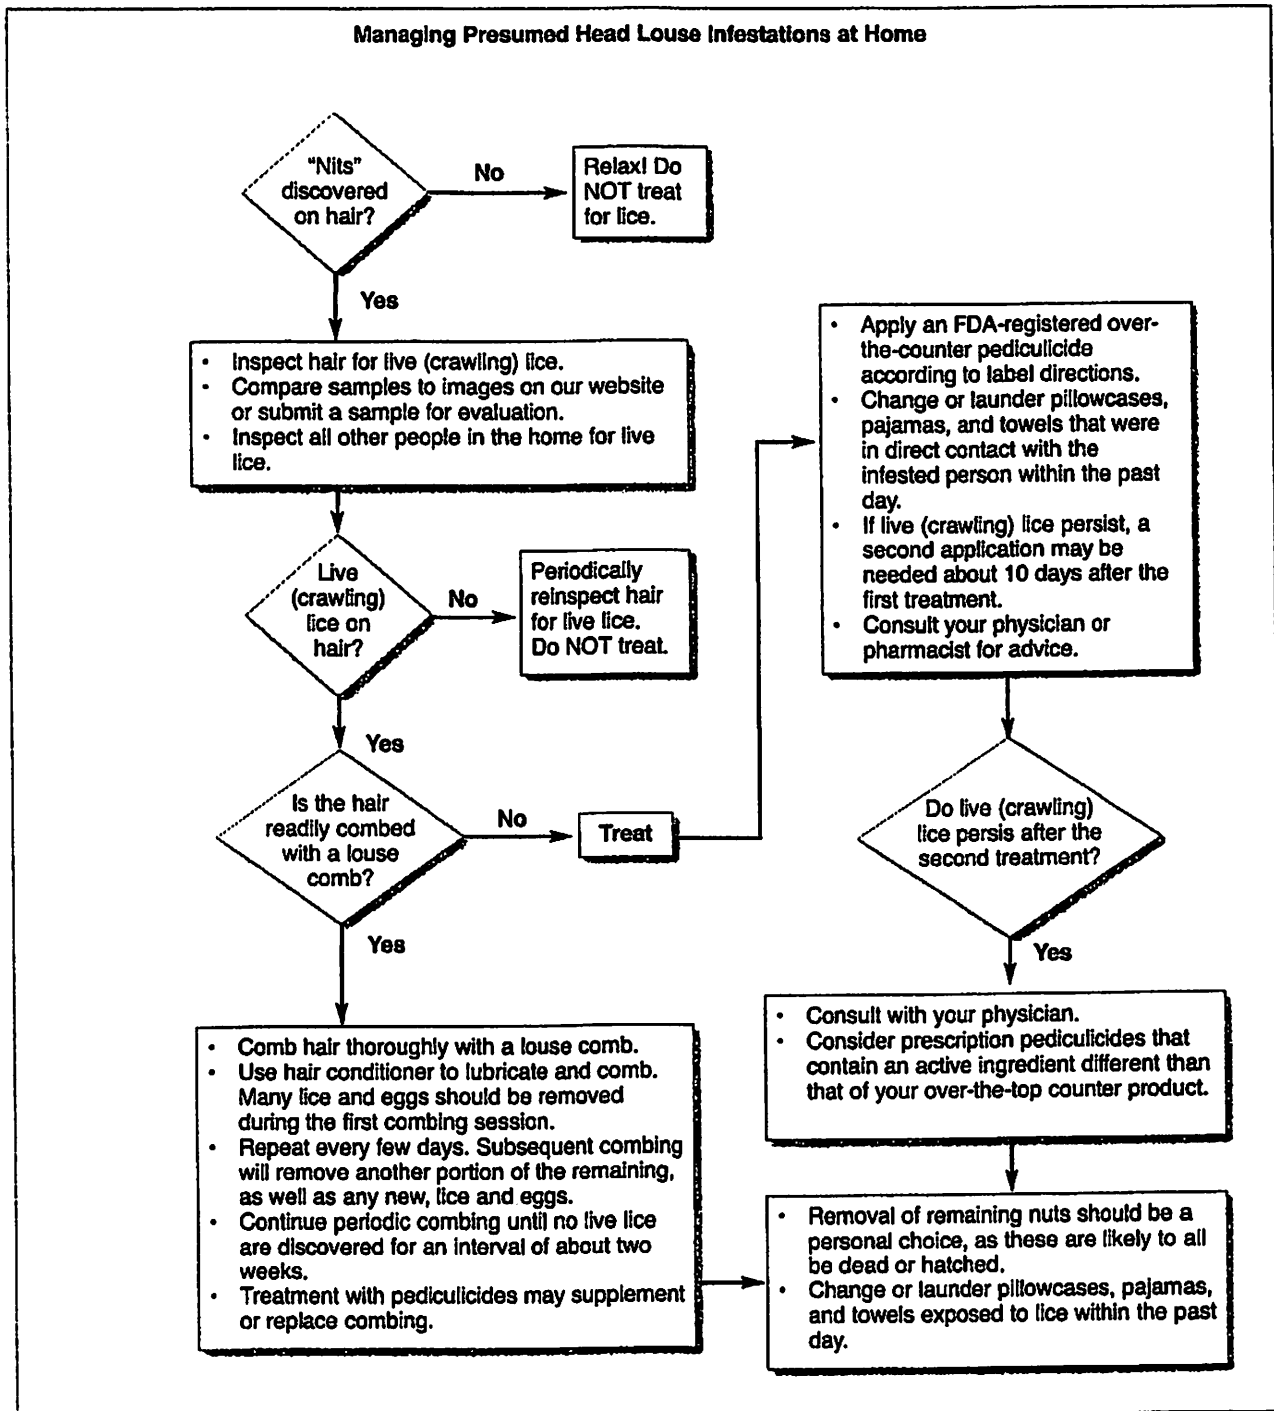 Managing Presumed Head Louse Infestations at Home
"Nits"
discovered
on hair?
No
Relax! Do
NOT treat
for lice.
Yes
• Inspect hair for live (crawling) lice.
• Compare samples to images on our website
or submit a sample for evaluation.
• Inspect all other people in the home for live
lice.
Live
(crawling)
lice on
hair?
No
Periodically
reinspect hair
for live lice.
Do NOT treat.
Yes
Is the hair
readily combed
with a louse
comb?
No
Treat
Yes
• Comb hair thoroughly with a louse comb.
• Use hair conditioner to lubricate and comb.
Many lice and eggs should be removed
during the first combing session.
• Repeat every few days. Subsequent combing
will remove another portion of the remaining,
as well as any new, lice and eggs.
• Continue periodic combing until no live lice
are discovered for an interval of about two
weeks.
• Treatment with pediculicides may supplement
or replace combing.
• Apply an FDA-registered over-
the-counter pediculicide
according to label directions.
• Change or launder pillowcases,
pajamas, and towels that were
in direct contact with the
infested person within the past
day.
• If live (crawling) lice persist, a
second application may be
needed about 10 days after the
first treatment.
• Consult your physician or
pharmacist for advice.
Do live (crawling)
lice persis after the
second treatment?
Yes
• Consult with your physician.
• Consider prescription pediculicides that
contain an active ingredient different than
that of your over-the-top counter product.
• Removal of remaining nuts should be a
personal choice, as these are likely to all
be dead or hatched.
• Change or launder pillowcases, pajamas,
and towels exposed to lice within the past
day.